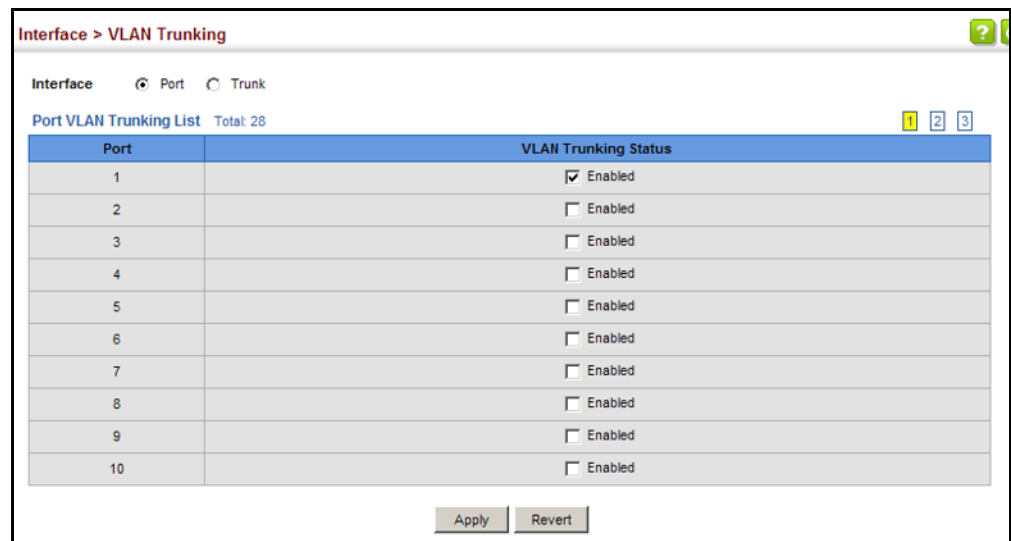 Interface > VLAN Trunking
?
Interface Port Trunk
Port VLAN Trunking List Total: 28 1 2 3
Port VLAN Trunking Status
1 Enabled
2 Enabled
3 Enabled
4 Enabled
5 Enabled
6 Enabled
7 Enabled
8 Enabled
9 Enabled
10 Enabled
Apply Revert